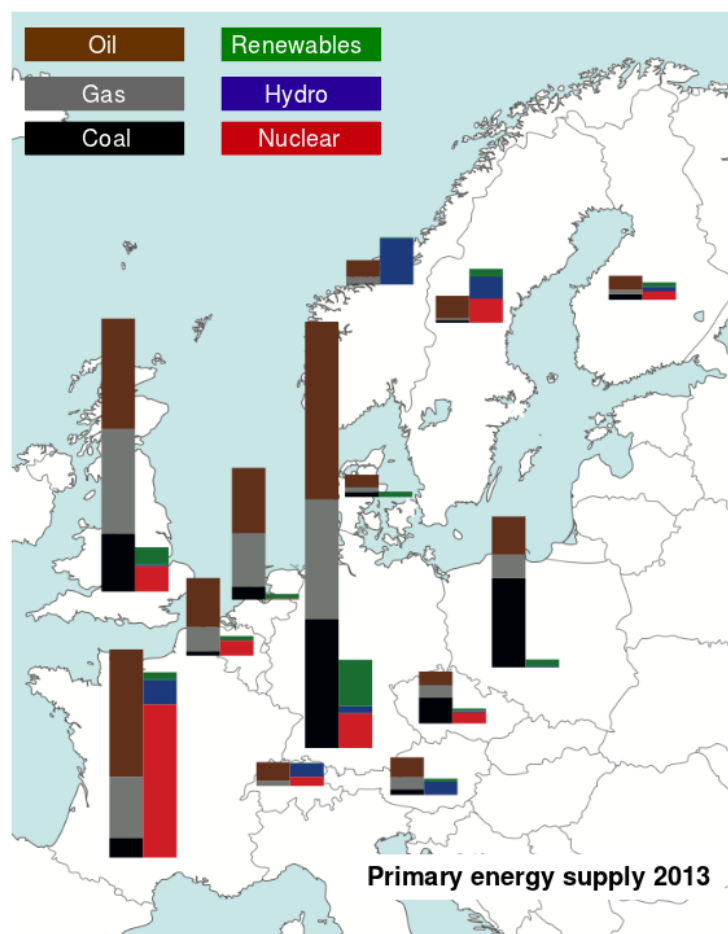 Oil
Renewables
Gas
Hydro
Coal
Nuclear
Primary energy supply 2013